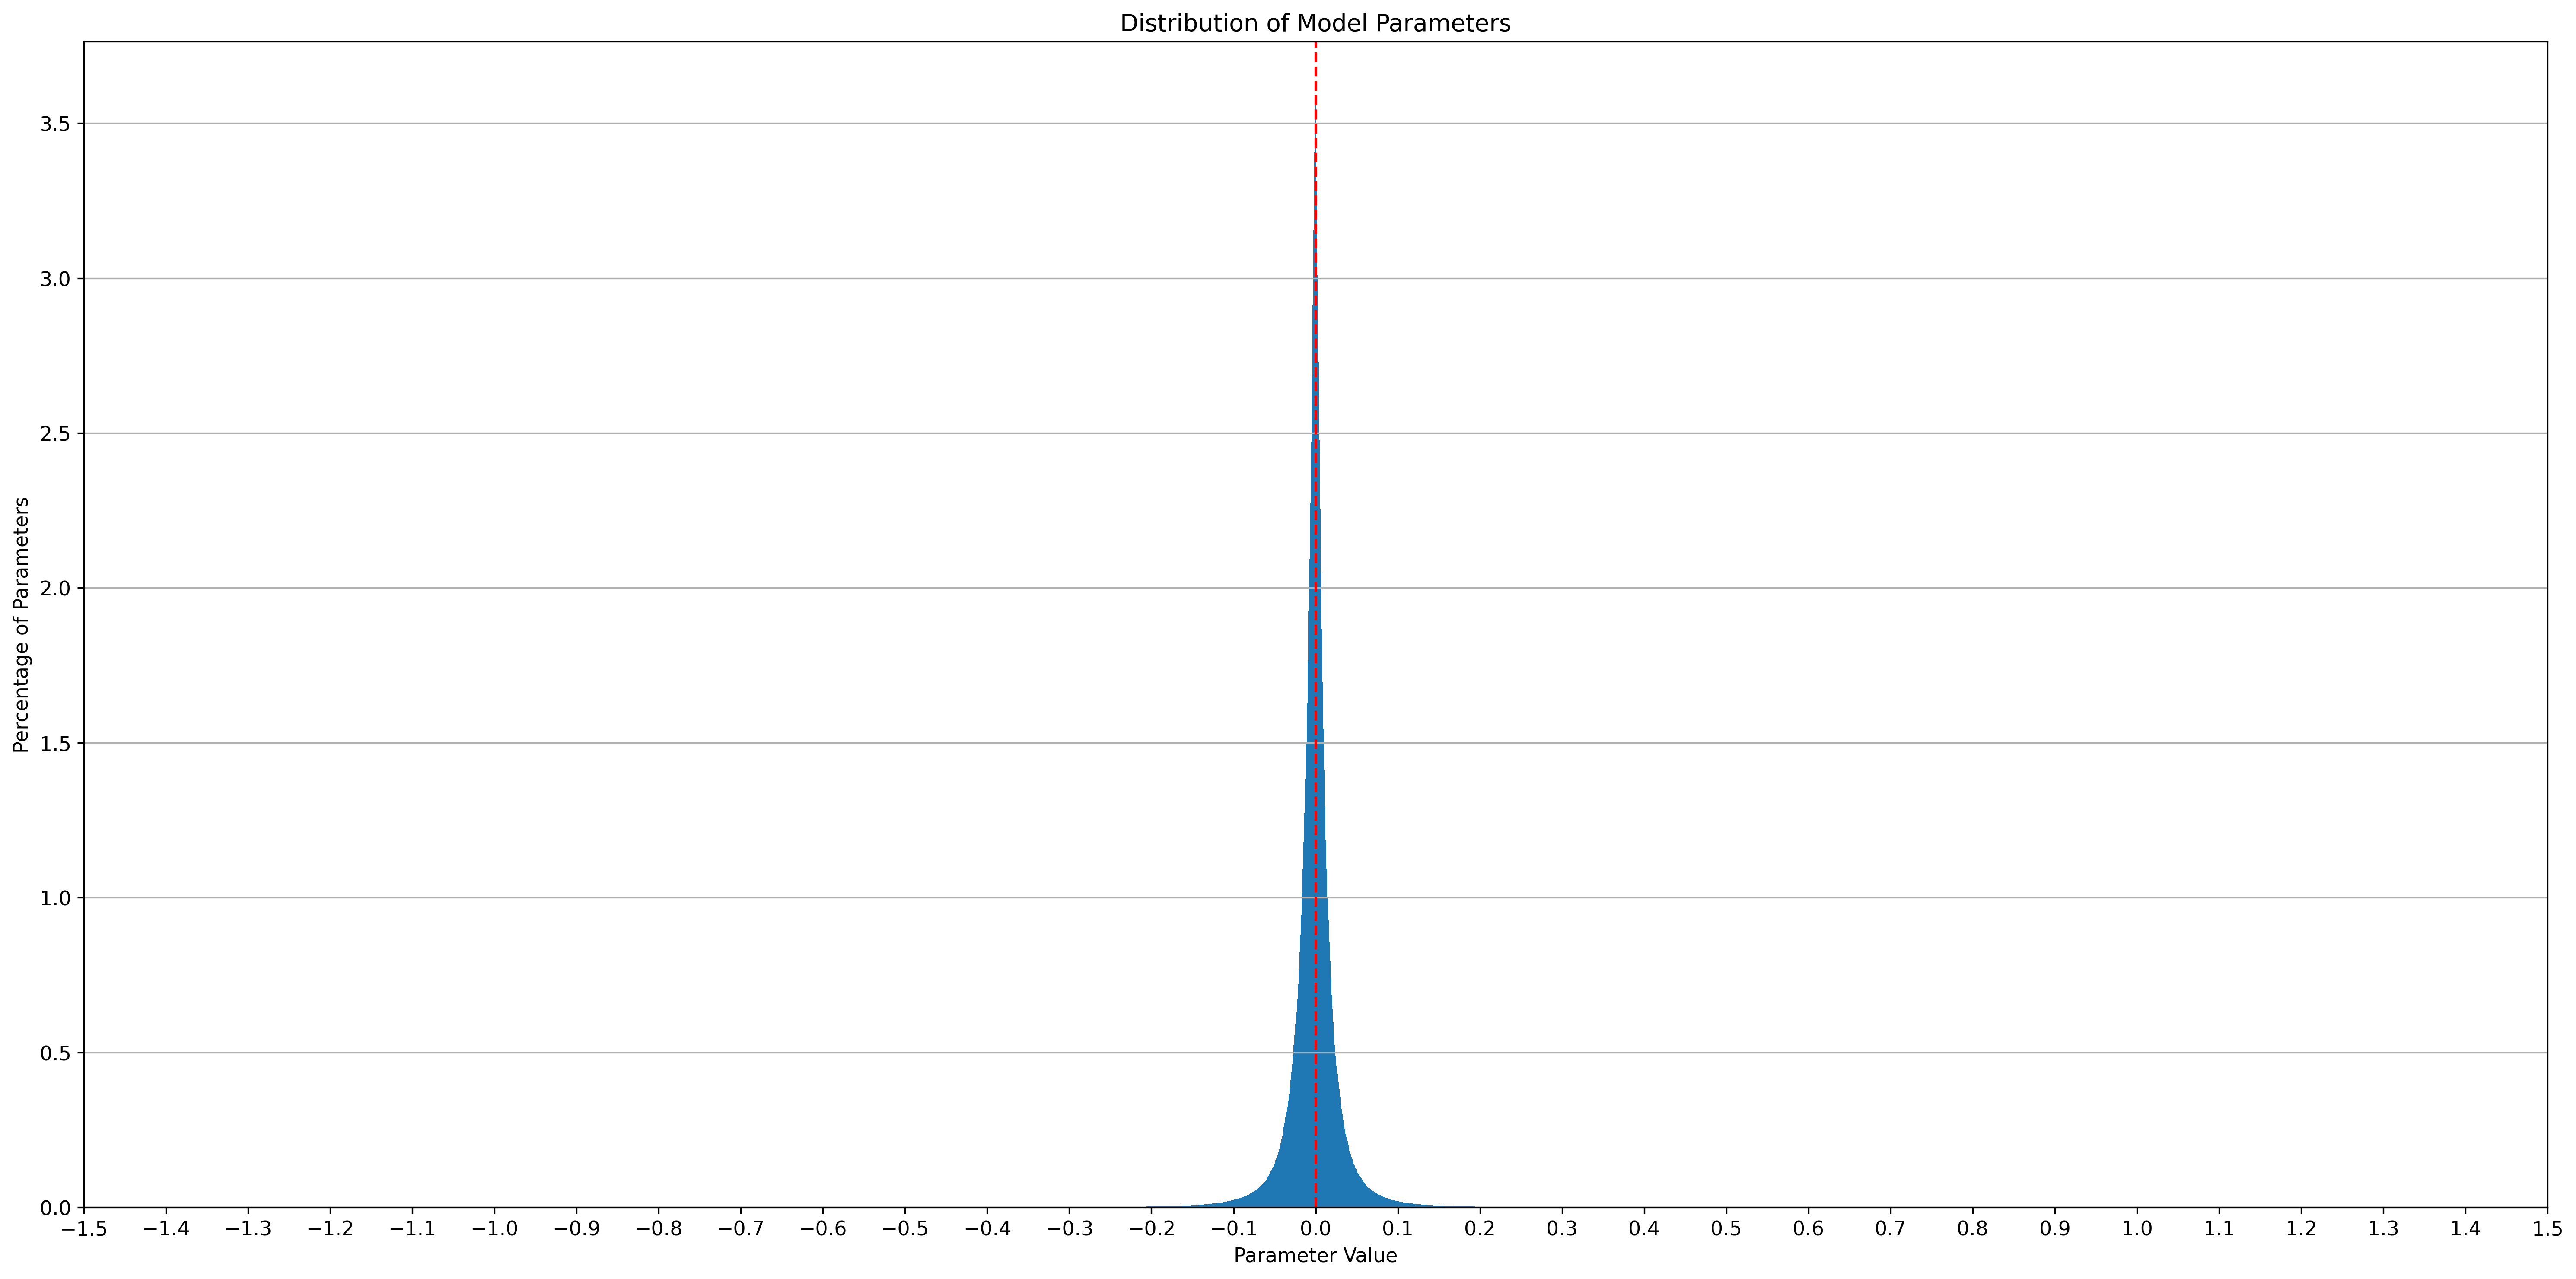 Distribution of Model Parameters
Percentage of Parameters
3.5
3.0
2.5
2.0
1.5
1.0
0.5
0.0
−1.5 −1.4 −1.3 −1.2 −1.1 −1.0 −0.9 −0.8 −0.7 −0.6 −0.5 −0.4 −0.3 −0.2 −0.1 0.0 0.1 0.2 0.3 0.4 0.5 0.6 0.7 0.8 0.9 1.0 1.1 1.2 1.3 1.4 1.5
Parameter Value